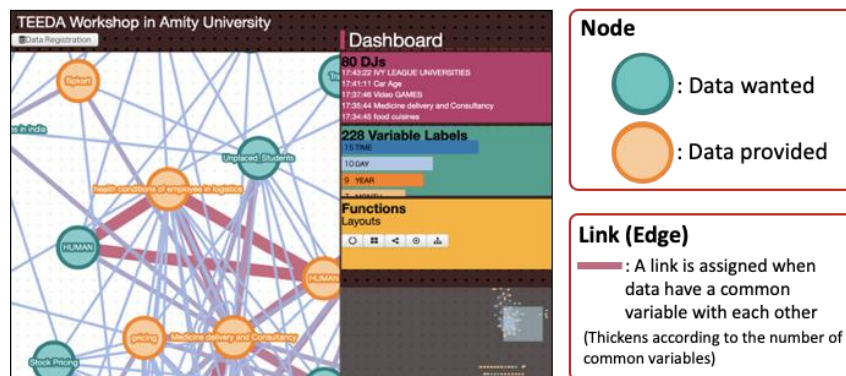 TEEDA Workshop in Amity University
Data Registration
Dashboard
80 DJs
17:43:22 IVY LEAGUE UNIVERSITIES
17:41:11 Car Age
17:37:46 Video GAMES
17:35:44 Medicine delivery and Consultancy
17:34:45 food cuisines
228 Variable Labels
15 TIME
10 DAY
9 YEAR
7 MONTH
Functions
Layouts
flipkart
es in india
Unplaced Students
health conditions of employee in logistics
HUMAN
HUMAN
pricing
Medicine delivery and Consultancy
Stock Pricing
Node
: Data wanted
: Data provided
Link (Edge)
: A link is assigned when
data have a common
variable with each other
(Thickens according to the number of
common variables)